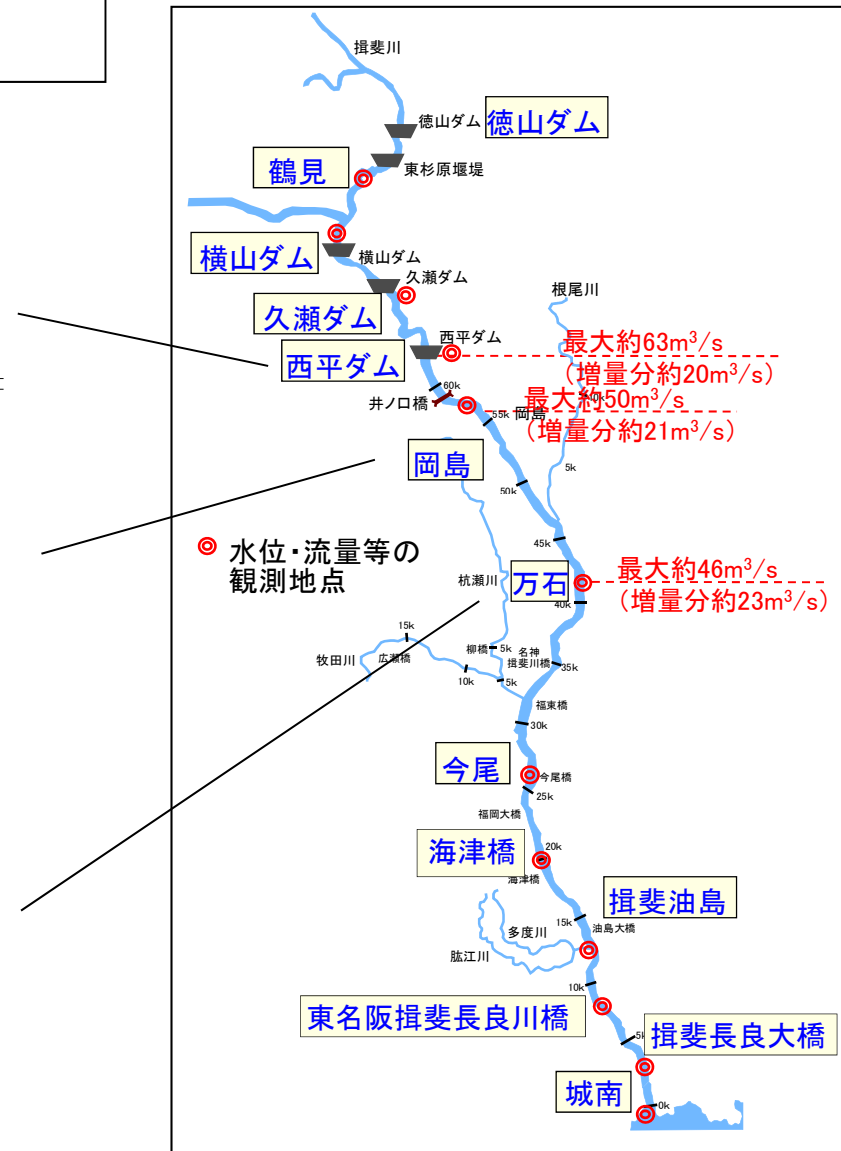 揖斐川
徳山ダム
徳山ダム
東杉原堰堤
鶴見
横山ダム
横山ダム
久瀬ダム
久瀬ダム
根尾川
西平ダム
西平ダム
最大約63m³/s
(増量分約20m³/s)
60k
井ノ口橋
最大約50m³/s
10k
55k
岡島
(増量分約21m³/s)
岡島
5k
50k
45k
水位・流量等の
観測地点
杭瀬川
万石
最大約46m³/s
(増量分約23m³/s)
40k
15k
牧田川
広瀬橋
柳橋
5k
名神
揖斐川橋
35k
10k
5k
福東橋
30k
今尾
今尾橋
25k
福岡大橋
海津橋
20k
海津橋
揖斐油島
15k
油島大橋
多度川
肱江川
10k
東名阪揖斐長良川橋
5k
揖斐長良大橋
城南
0k